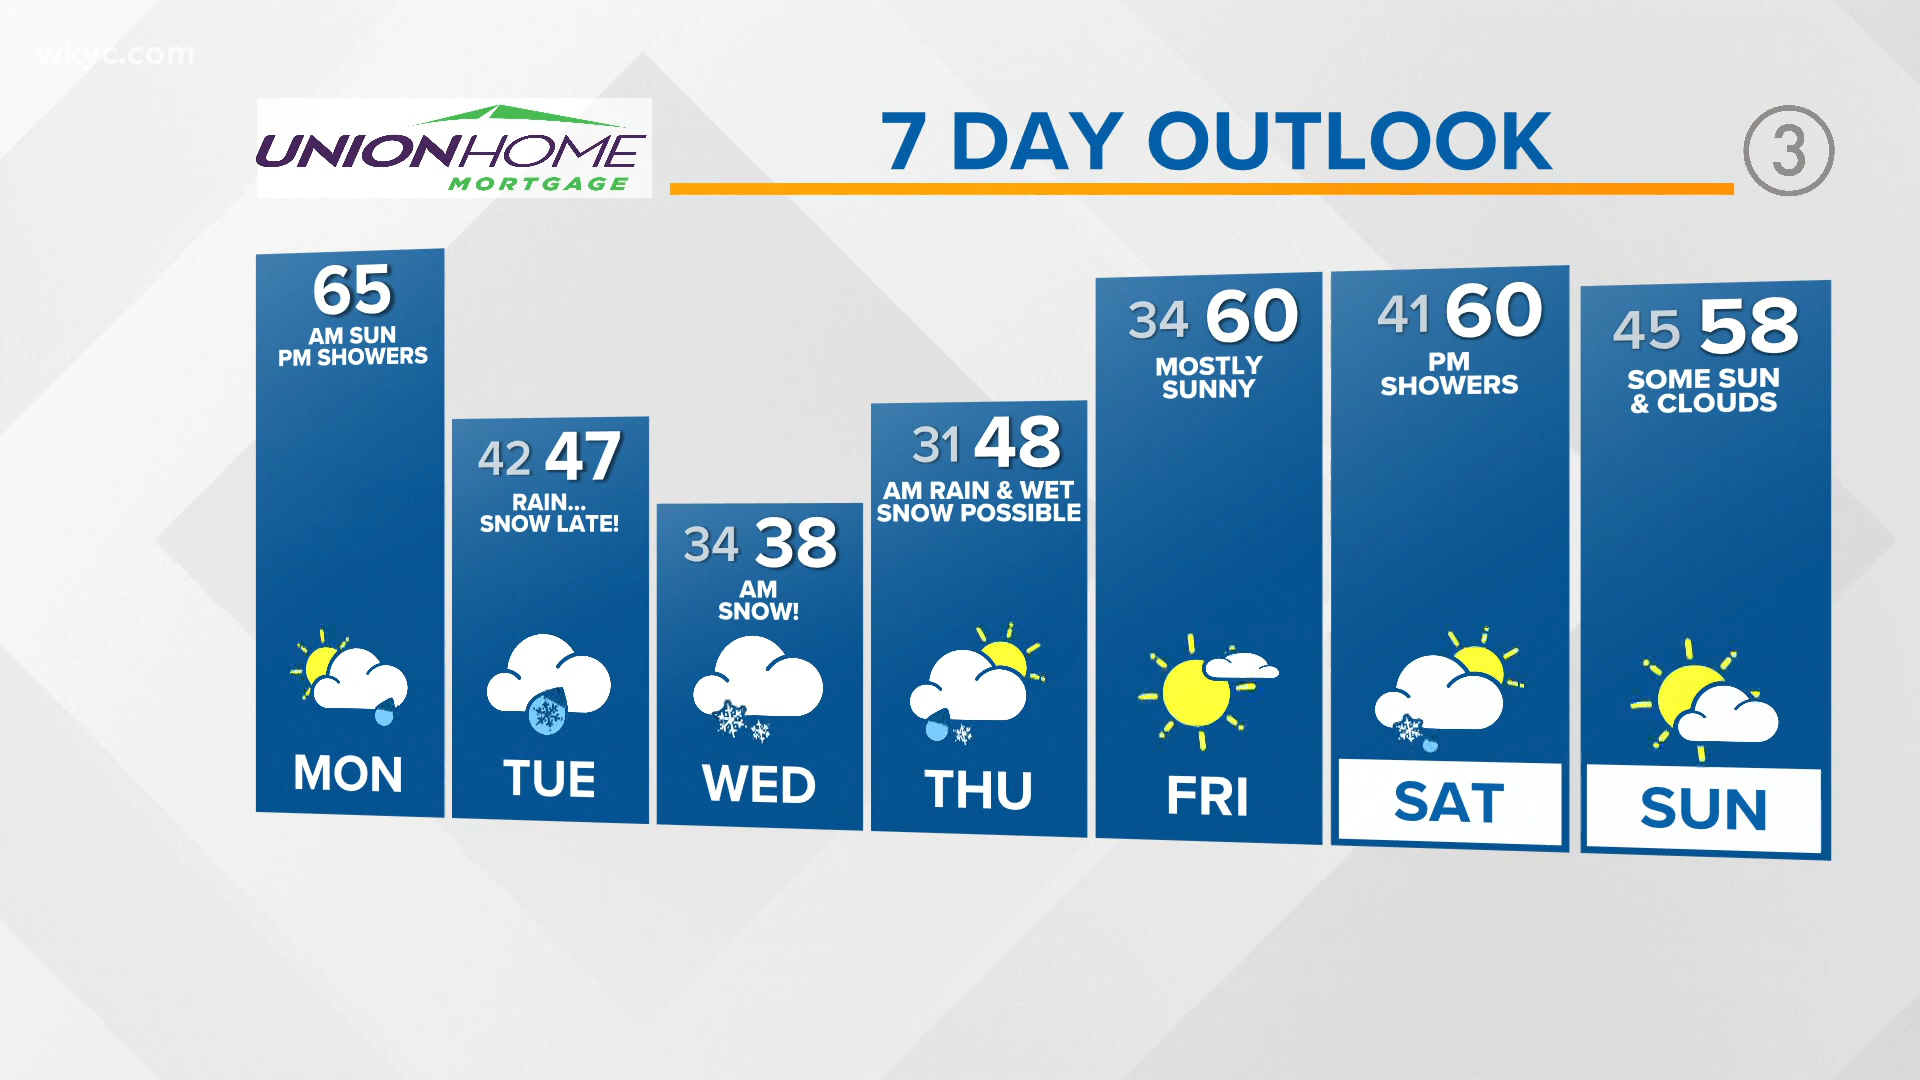 wkyc.com
UNIONHOME
MORTGAGE
7 DAY OUTLOOK
3
65
AM SUN
PM SHOWERS
MON
42 47
RAIN...
SNOW LATE!
TUE
34 38
AM
SNOW!
WED
31 48
AM RAIN & WET
SNOW POSSIBLE
THU
34 60
MOSTLY
SUNNY
FRI
41 60
PM
SHOWERS
SAT
45 58
SOME SUN
& CLOUDS
SUN